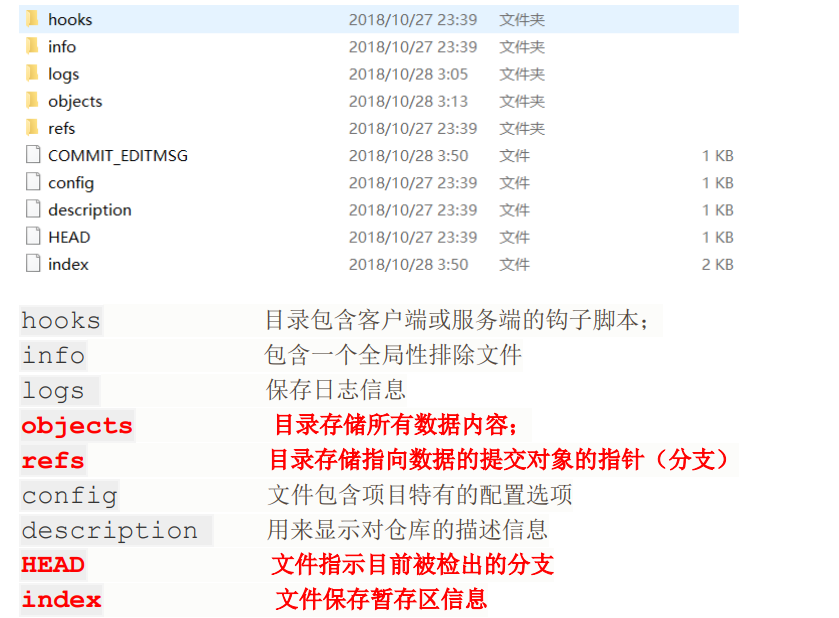 hooks 2018/10/27 23:39 文件夹
info 2018/10/27 23:39 文件夹
logs 2018/10/28 3:05 文件夹
objects 2018/10/28 3:13 文件夹
refs 2018/10/27 23:39 文件夹
COMMIT_EDITMSG 2018/10/28 3:50 文件 1 KB
config 2018/10/27 23:39 文件 1 KB
description 2018/10/27 23:39 文件 1 KB
HEAD 2018/10/27 23:39 文件 1 KB
index 2018/10/28 3:50 文件 2 KB
hooks 目录包含客户端或服务端的钩子脚本;
info 包含一个全局性排除文件
logs 保存日志信息
objects 目录存储所有数据内容;
refs 目录存储指向数据的提交对象的指针（分支）
config 文件包含项目特有的配置选项
description 用来显示对仓库的描述信息
HEAD 文件指示目前被检出的分支
index 文件保存暂存区信息